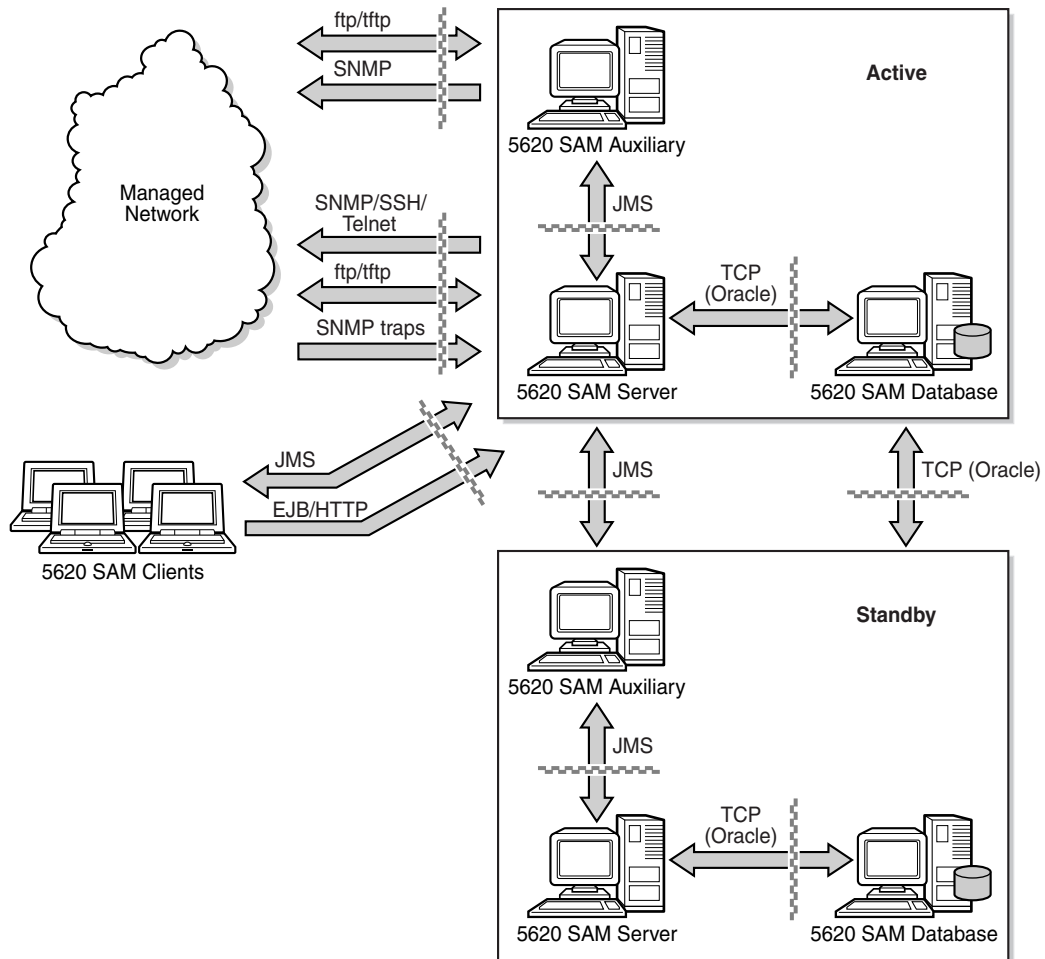 ftp/tftp
SNMP
Active
5620 SAM Auxiliary
Managed
Network
SNMP/SSH/
Telnet
JMS
ftp/tftp
TCP
(Oracle)
SNMP traps
5620 SAM Server
5620 SAM Database
JMS
EJB/HTTP
JMS
TCP (Oracle)
5620 SAM Clients
Standby
5620 SAM Auxiliary
JMS
TCP
(Oracle)
5620 SAM Server
5620 SAM Database